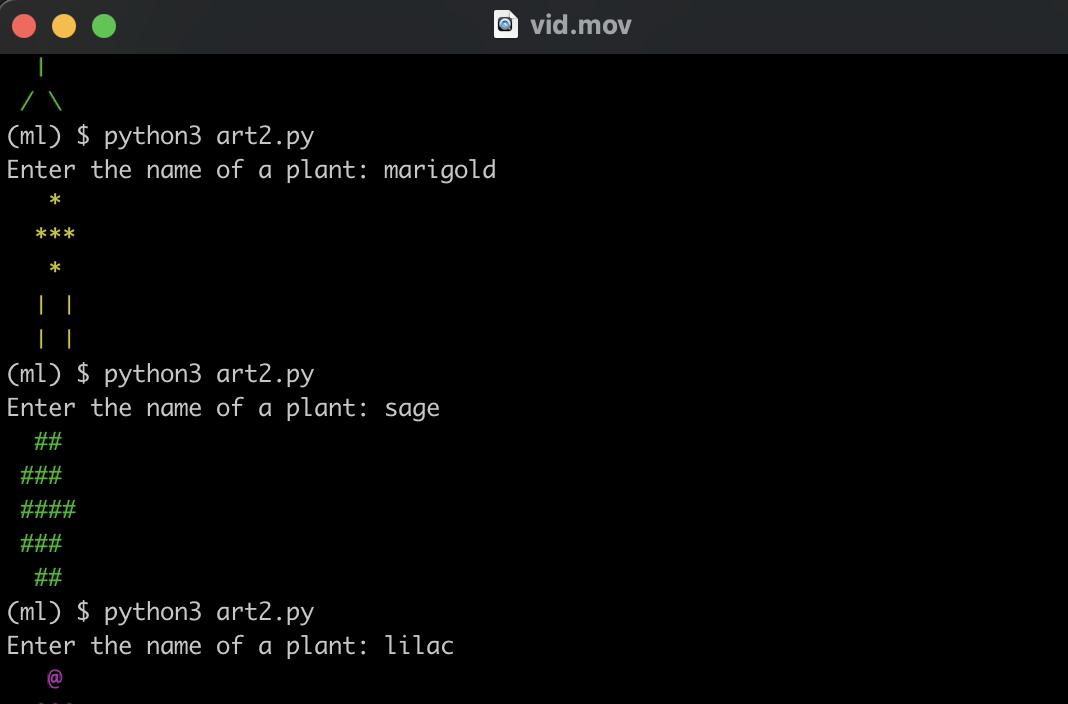 vid.mov
  |
 / \
(ml) $ python3 art2.py
Enter the name of a plant: marigold
   *
  ***
   *
  | |
  | |
(ml) $ python3 art2.py
Enter the name of a plant: sage
  ##
 ###
 ####
 ###
  ##
(ml) $ python3 art2.py
Enter the name of a plant: lilac
   @